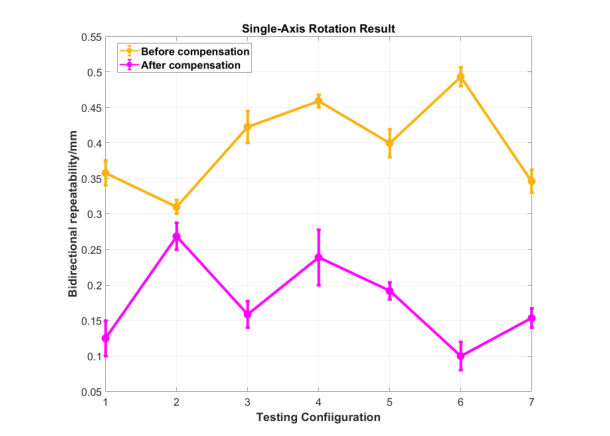 Single-Axis Rotation Result
Before compensation
After compensation
Bidirectional repeatability/mm
0.55
0.5
0.45
0.4
0.35
0.3
0.25
0.2
0.15
0.1
0.05
1 2 3 4 5 6 7
Testing Confiiguration